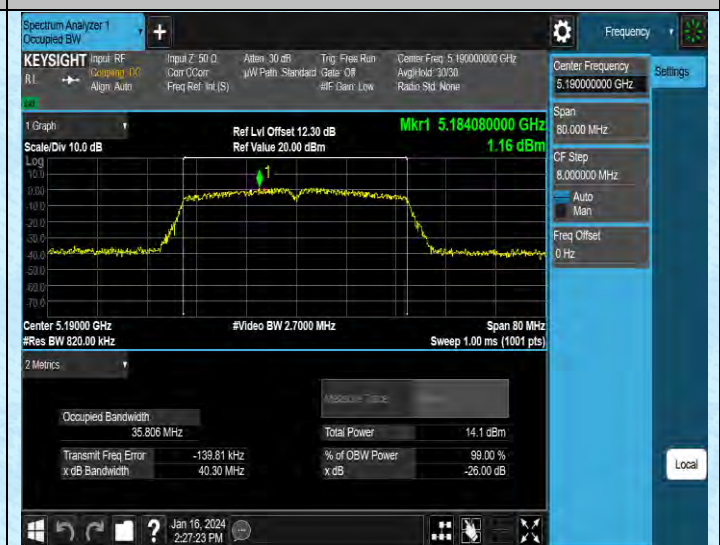 Spectrum Analyzer 1
Occupied BW
+
Frequency
KEYSIGHT
Input: RF
Coupling: DC
Align: Auto
Input Z: 50 Ω
Corr CCorr
Freq Ref: Int (S)
Atten: 30 dB
µW Path: Standard
Trig: Free Run
Gate: Off
#IF Gain: Low
Center Freq: 5.190000000 GHz
Avg|Hold: 30/30
Radio Std: None
Center Frequency
5.190000000 GHz
Settings
Span
80.000 MHz
CF Step
8.000000 MHz
Auto
Man
Freq Offset
0 Hz
1 Graph
Scale/Div 10.0 dB
Ref Lvl Offset 12.30 dB
Ref Value 20.00 dBm
Mkr1 5.184080000 GHz
1.16 dBm
Log
10.0
0.00
-10.0
-20.0
-30.0
-40.0
-50.0
-60.0
-70.0
1
Center 5.19000 GHz
#Res BW 820.00 kHz
#Video BW 2.7000 MHz
Span 80 MHz
Sweep 1.00 ms (1001 pts)
2 Metrics
Measure Trace
Occupied Bandwidth
35.806 MHz
Total Power 14.1 dBm
Transmit Freq Error -139.81 kHz
% of OBW Power 99.00 %
x dB Bandwidth 40.30 MHz
x dB -26.00 dB
Local
?
Jan 16, 2024
2:27:23 PM